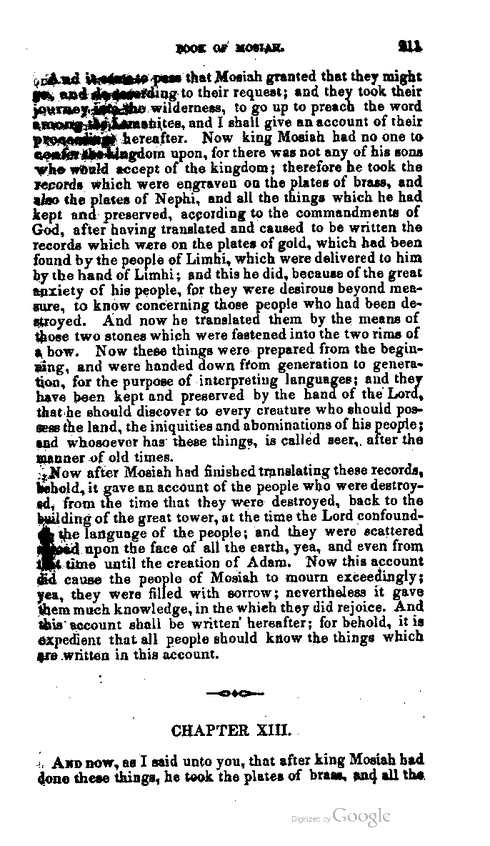 BOOK OF MOSIAH. 211
And it came to pass that Mosiah granted that they might
go, and do according to their request; and they took their
journey into the wilderness, to go up to preach the word
among the Lamanites, and I shall give an account of their
proceedings hereafter. Now king Mosiah had no one to
confer the kingdom upon, for there was not any of his sons
who would accept of the kingdom; therefore he took the
records which were engraven on the plates of brass, and
also the plates of Nephi, and all the things which he had
kept and preserved, according to the commandments of
God, after having translated and caused to be written the
records which were on the plates of gold, which had been
found by the people of Limhi, which were delivered to him
by the hand of Limhi; and this he did, because of the great
anxiety of his people, for they were desirous beyond mea-
sure, to know concerning those people who had been de-
stroyed. And now he translated them by the means of
those two stones which were fastened into the two rims of
a bow. Now these things were prepared from the begin-
ning, and were handed down from generation to genera-
tion, for the purpose of interpreting languages; and they
have been kept and preserved by the hand of the Lord,
that he should discover to every creature who should pos-
sess the land, the iniquities and abominations of his people;
and whosoever has these things, is called seer, after the
manner of old times.
Now after Mosiah had finished translating these records,
behold, it gave an account of the people who were destroy-
ed, from the time that they were destroyed, back to the
building of the great tower, at the time the Lord confound-
ed the language of the people; and they were scattered
abroad upon the face of all the earth, yea, and even from
that time until the creation of Adam. Now this account
did cause the people of Mosiah to mourn exceedingly;
yea, they were filled with sorrow; nevertheless it gave
them much knowledge, in the which they did rejoice. And
this account shall be written hereafter; for behold, it is
expedient that all people should know the things which
are written in this account.
CHAPTER XIII.
AND NOW, as I said unto you, that after king Mosiah had
done these things, he took the plates of brass, and all the
Digitized by Google